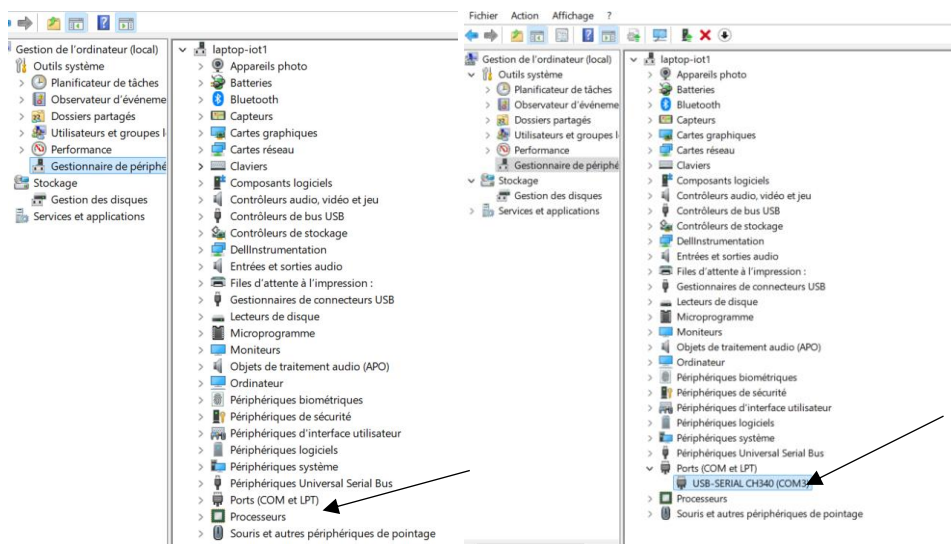 Gestion de l'ordinateur (local)
Outils système
Planificateur de tâches
Observateur d'événeme
Dossiers partagés
Utilisateurs et groupes l
Performance
Gestionnaire de périphé
Stockage
Gestion des disques
Services et applications
laptop-iot1
Appareils photo
Batteries
Bluetooth
Capteurs
Cartes graphiques
Cartes réseau
Claviers
Composants logiciels
Contrôleurs audio, vidéo et jeu
Contrôleurs de bus USB
Contrôleurs de stockage
DellInstrumentation
Entrées et sorties audio
Files d'attente à l'impression :
Gestionnaires de connecteurs USB
Lecteurs de disque
Microprogramme
Moniteurs
Objets de traitement audio (APO)
Ordinateur
Périphériques biométriques
Périphériques de sécurité
Périphériques d'interface utilisateur
Périphériques logiciels
Périphériques système
Périphériques Universal Serial Bus
Ports (COM et LPT)
Processeurs
Souris et autres périphériques de pointage
Fichier Action Affichage ?
Gestion de l'ordinateur (local)
Outils système
Planificateur de tâches
Observateur d'événeme
Dossiers partagés
Utilisateurs et groupes l
Performance
Gestionnaire de périphé
Stockage
Gestion des disques
Services et applications
laptop-iot1
Appareils photo
Batteries
Bluetooth
Capteurs
Cartes graphiques
Cartes réseau
Claviers
Composants logiciels
Contrôleurs audio, vidéo et jeu
Contrôleurs de bus USB
Contrôleurs de stockage
DellInstrumentation
Entrées et sorties audio
Files d'attente à l'impression :
Gestionnaires de connecteurs USB
Lecteurs de disque
Microprogramme
Moniteurs
Objets de traitement audio (APO)
Ordinateur
Périphériques biométriques
Périphériques de sécurité
Périphériques d'interface utilisateur
Périphériques logiciels
Périphériques système
Périphériques Universal Serial Bus
Ports (COM et LPT)
USB-SERIAL CH340 (COM3)
Processeurs
Souris et autres périphériques de pointage